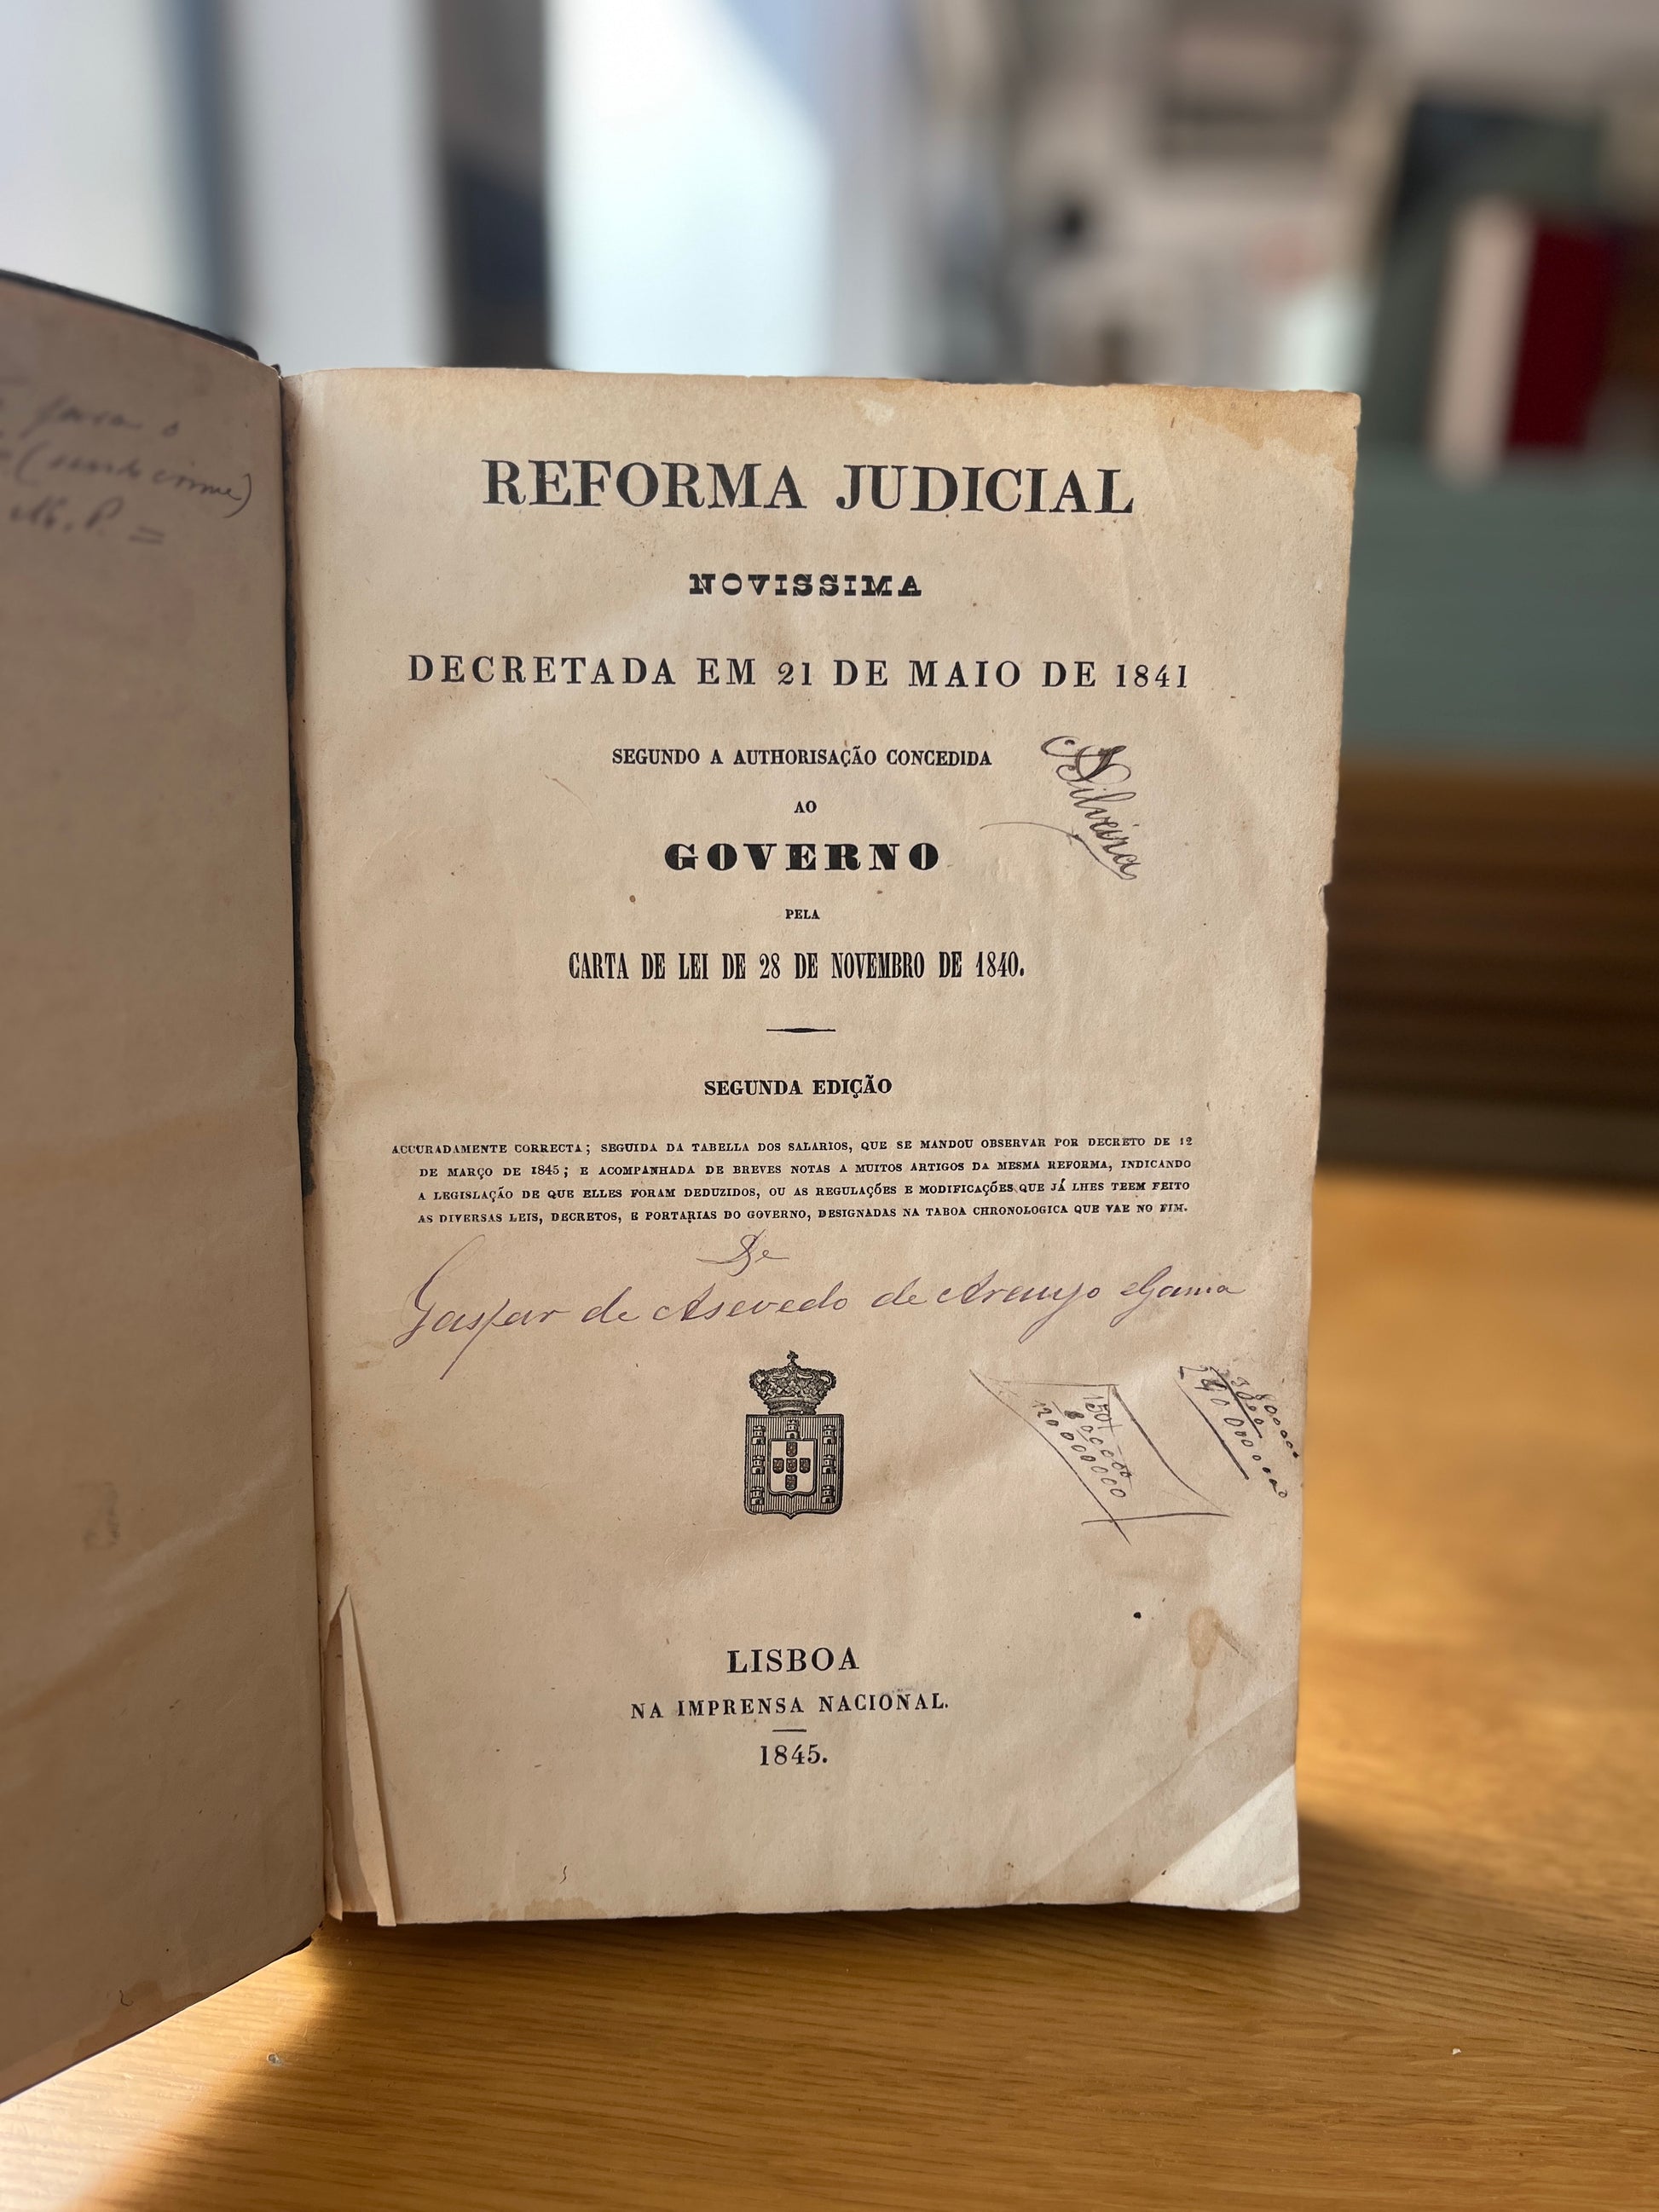 para o
(sendo crime)
M. P. =
REFORMA JUDICIAL
NOVISSIMA
DECRETADA EM 21 DE MAIO DE 1841
SEGUNDO A AUTHORISAÇÃO CONCEDIDA
AO
GOVERNO
PELA
CARTA DE LEI DE 28 DE NOVEMBRO DE 1840.
Silveira
SEGUNDA EDIÇÃO
ACCURADAMENTE CORRECTA; SEGUIDA DA TABELLA DOS SALARIOS, QUE SE MANDOU OBSERVAR POR DECRETO DE 12
DE MARÇO DE 1845; E ACOMPANHADA DE BREVES NOTAS A MUITOS ARTIGOS DA MESMA REFORMA, INDICANDO
A LEGISLAÇÃO DE QUE ELLES FORAM DEDUZIDOS, OU AS REGULAÇÕES E MODIFICAÇÕES QUE JÁ LHES TEEM FEITO
AS DIVERSAS LEIS, DECRETOS, E PORTARIAS DO GOVERNO, DESIGNADAS NA TABOA CHRONOLOGICA QUE VAE NO FIM.
De
Gaspar de Asevedo de Araujo e Gama
LISBOA
NA IMPRENSA NACIONAL.
1845.